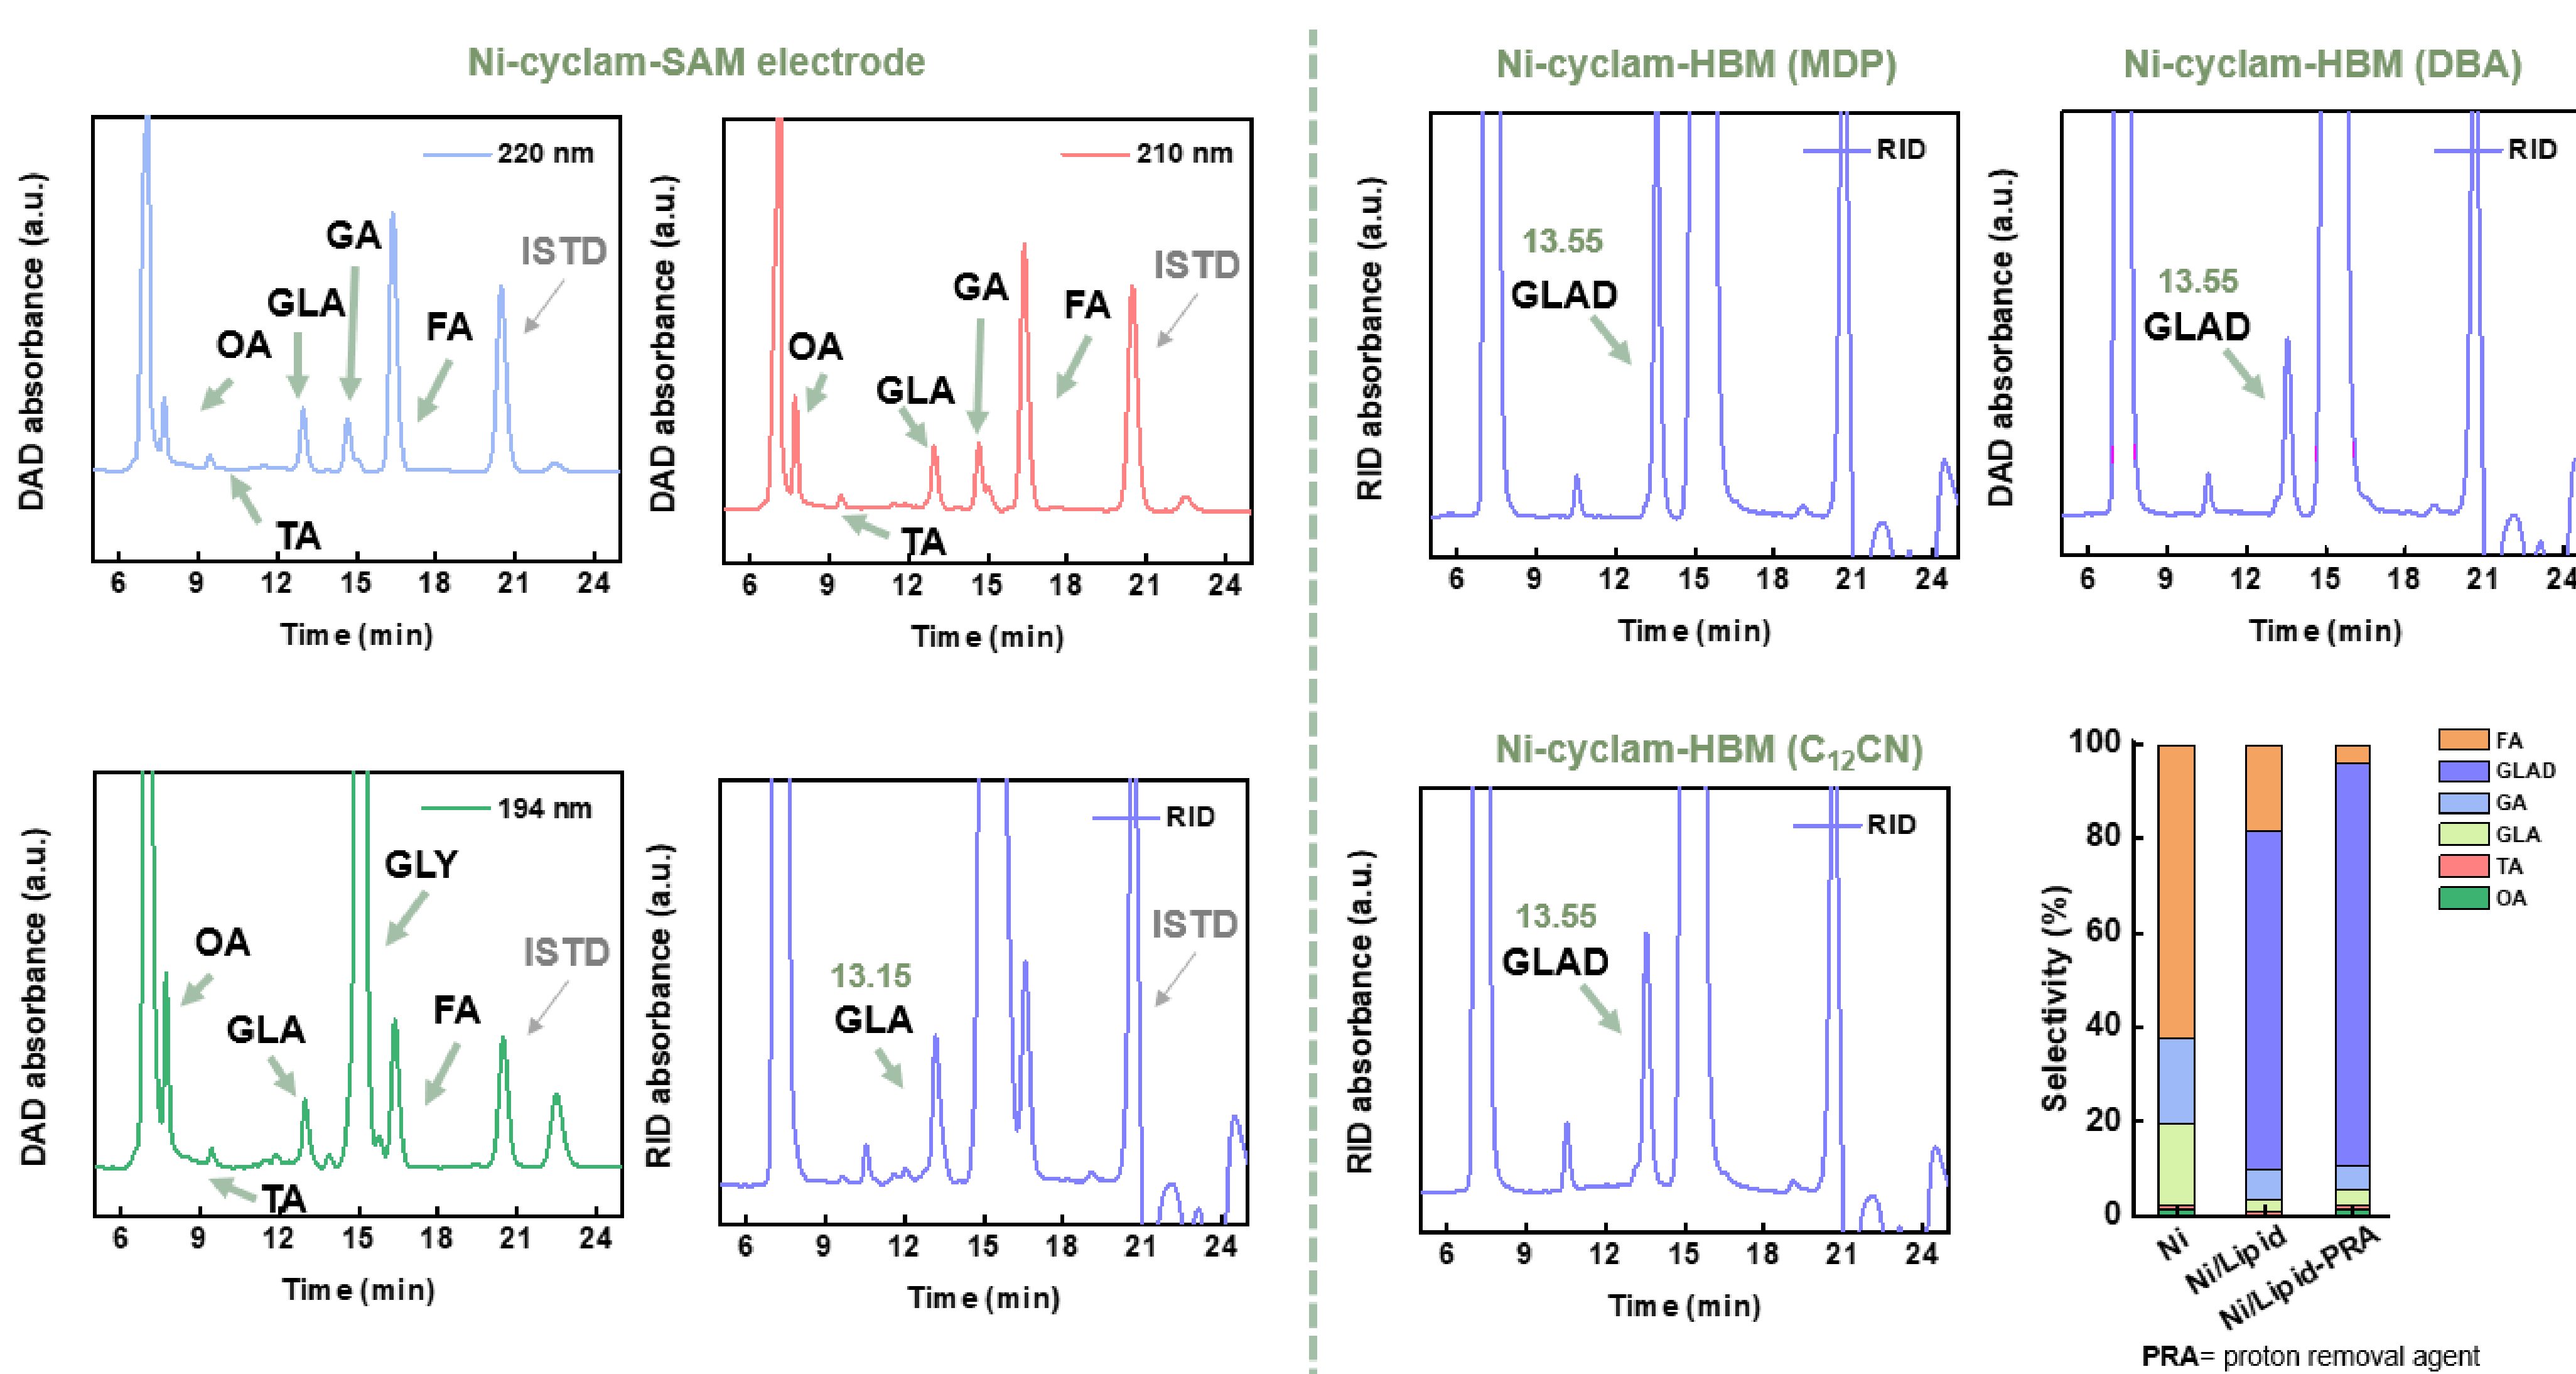 Ni-cyclam-SAM electrode
DAD absorbance (a.u.)
220 nm
OA
GLA
GA
FA
ISTD
TA
6 9 12 15 18 21 24
Time (min)
DAD absorbance (a.u.)
210 nm
OA
GLA
GA
FA
ISTD
TA
6 9 12 15 18 21 24
Time (min)
DAD absorbance (a.u.)
194 nm
OA
GLA
GLY
FA
ISTD
TA
6 9 12 15 18 21 24
Time (min)
RID absorbance (a.u.)
RID
13.15
GLA
ISTD
6 9 12 15 18 21 24
Time (min)
Ni-cyclam-HBM (MDP)
RID absorbance (a.u.)
RID
13.55
GLAD
6 9 12 15 18 21 24
Time (min)
Ni-cyclam-HBM (DBA)
DAD absorbance (a.u.)
RID
13.55
GLAD
6 9 12 15 18 21 24
Time (min)
Ni-cyclam-HBM (C₁₂CN)
RID absorbance (a.u.)
RID
13.55
GLAD
6 9 12 15 18 21 24
Time (min)
Selectivity (%)
100
80
60
40
20
0
FA
GLAD
GA
GLA
TA
OA
Ni
Ni/Lipid
Ni/Lipid-PRA
PRA= proton removal agent